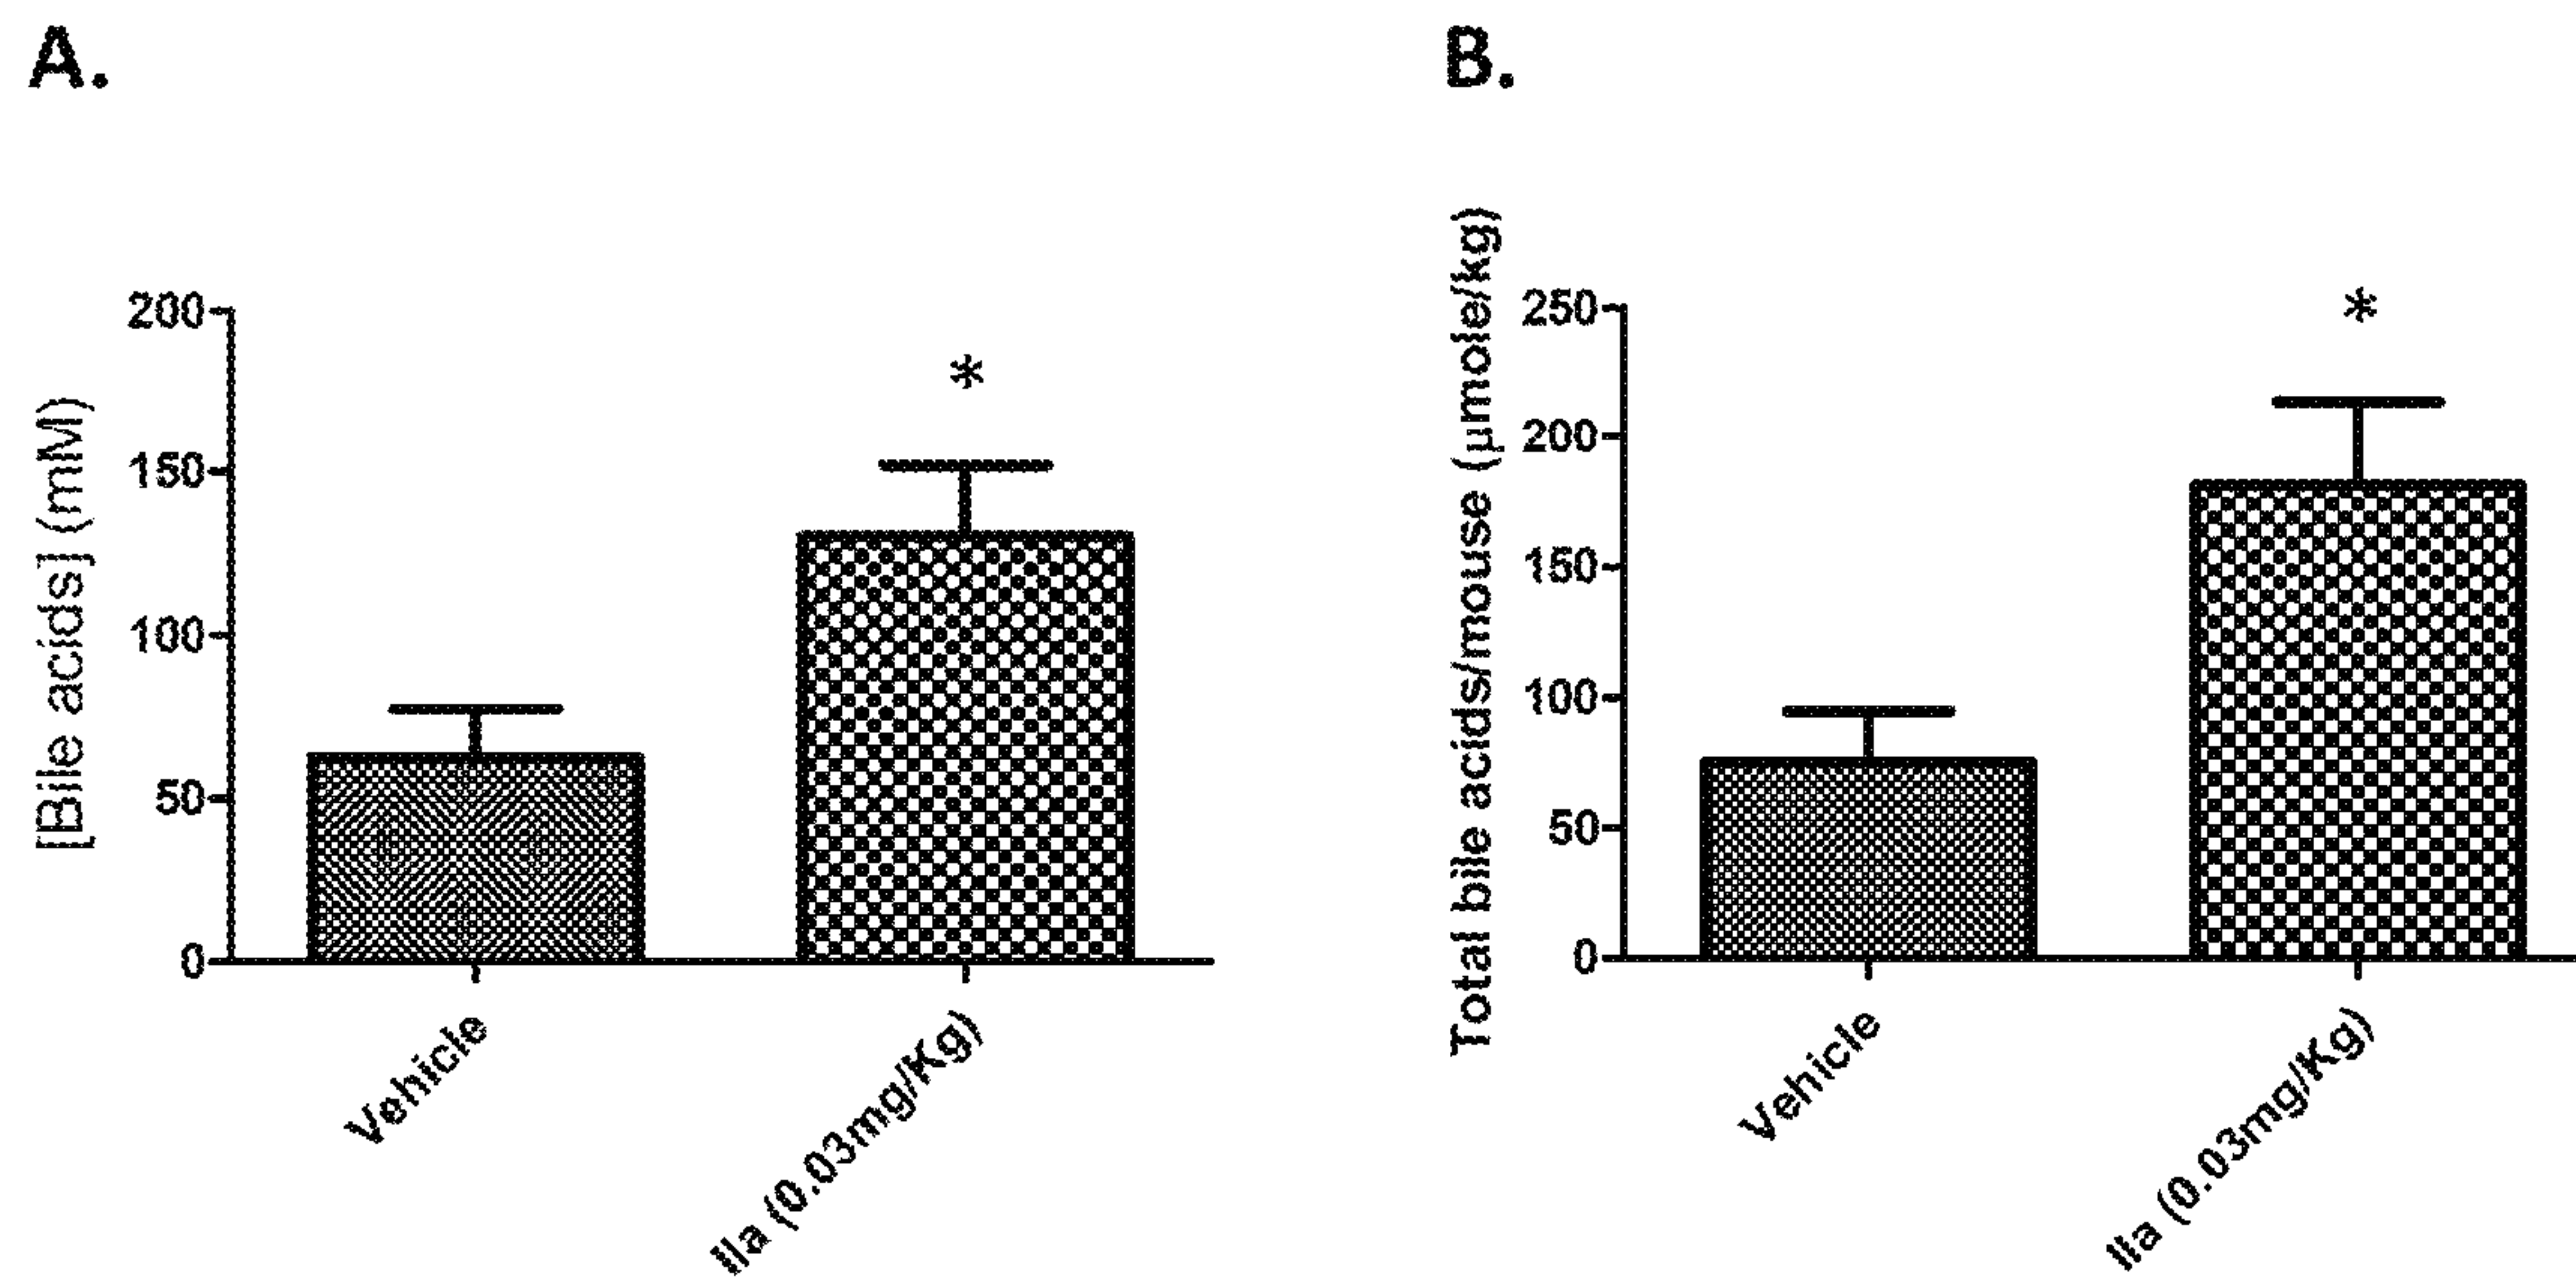 A.
[Bile acids] (mM)
200
150
100
50
0
*
Vehicle
IIa (0.03mg/Kg)
B.
Total bile acids/mouse (µmole/kg)
250
200
150
100
50
0
*
Vehicle
IIa (0.03mg/Kg)